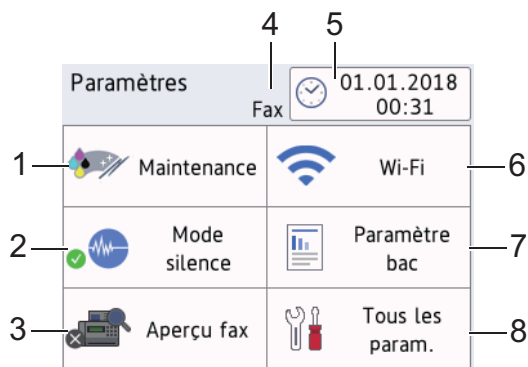 4 5
Paramètres
Fax
01.01.2018
00:31
1 Maintenance
Wi-Fi 6
2 Mode
silence
Paramètre
bac 7
3 Aperçu fax
Tous les
param. 8